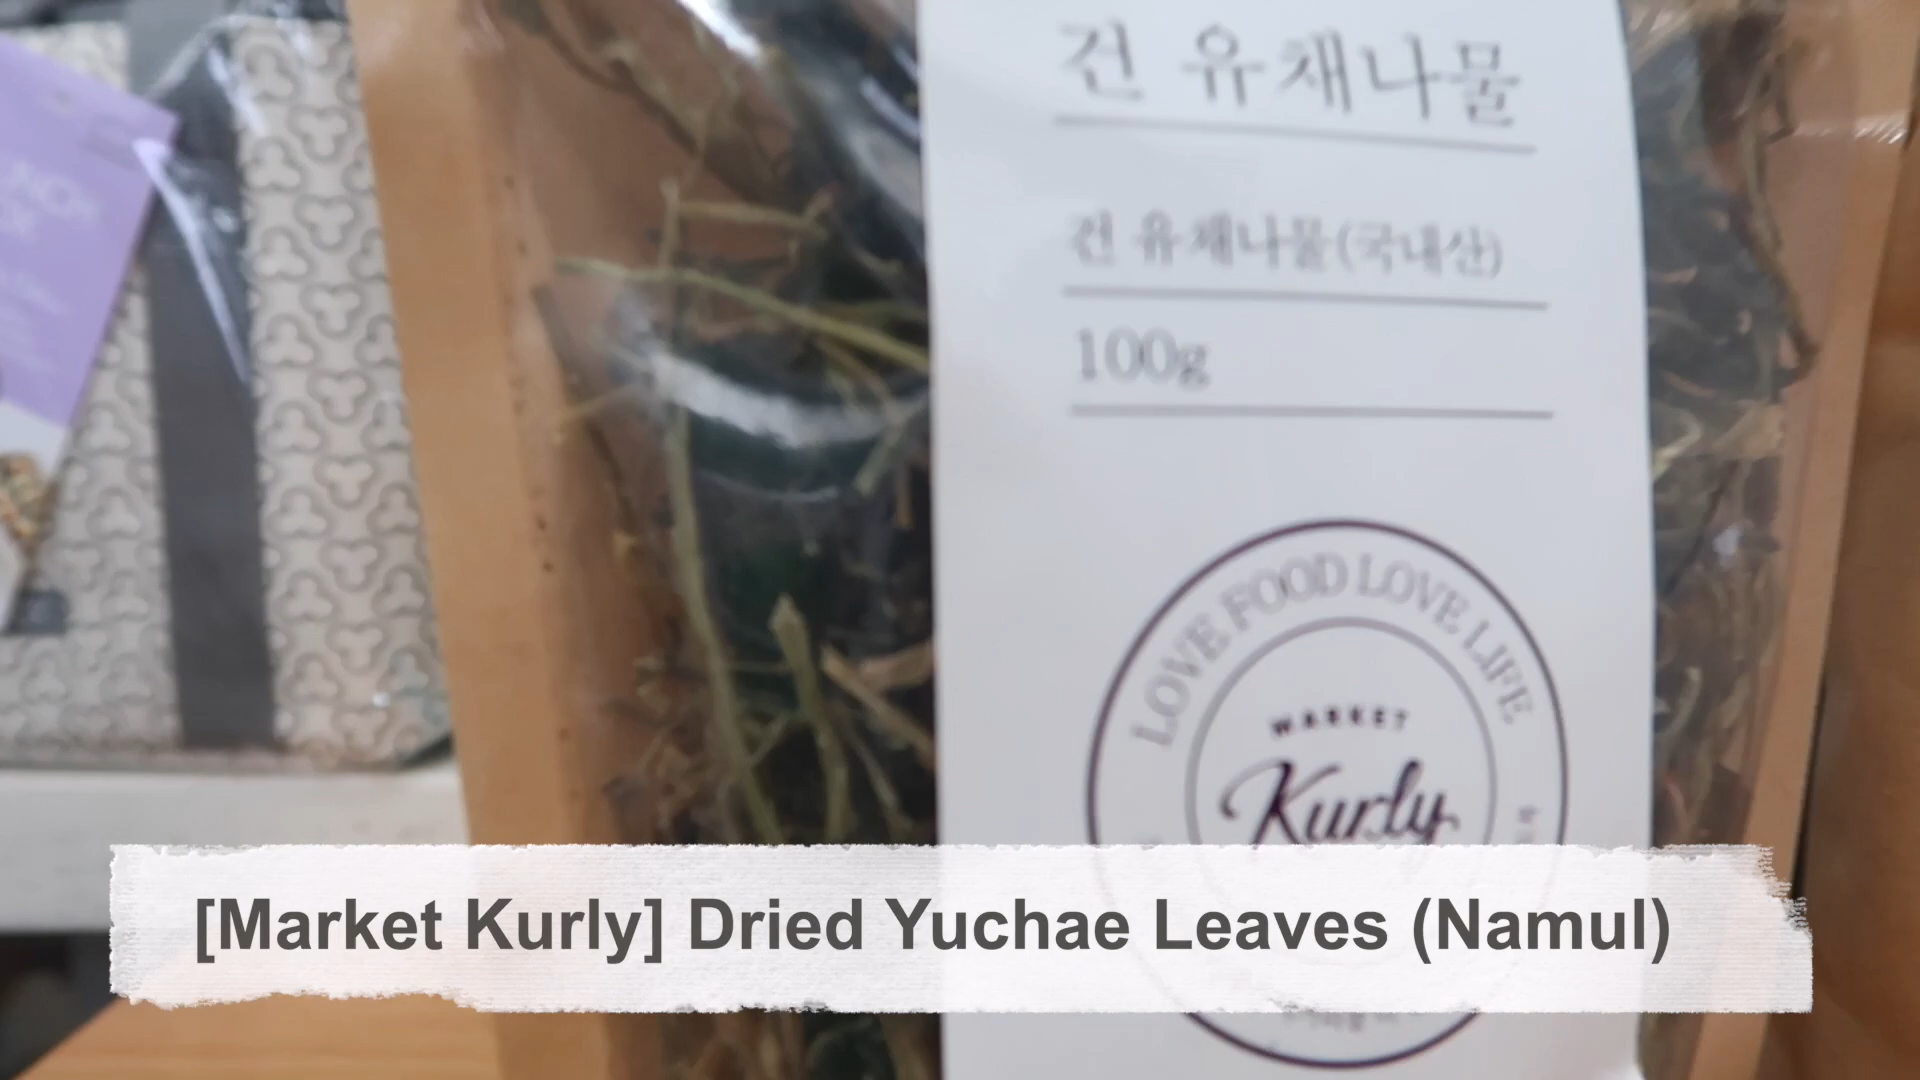 건 유채나물
건 유채나물(국내산)
100g
LOVE FOOD LOVE LIFE
MARKET
Kurly
[Market Kurly] Dried Yuchae Leaves (Namul)